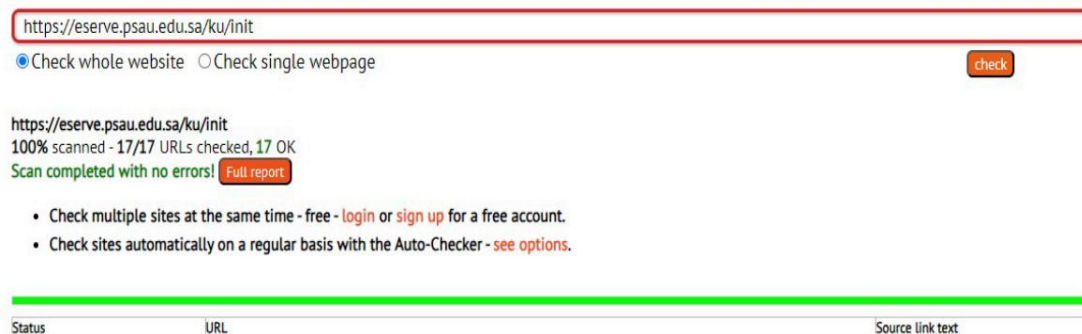 https://eserve.psau.edu.sa/ku/init
Check whole website Check single webpage check
https://eserve.psau.edu.sa/ku/init
100% scanned - 17/17 URLs checked, 17 OK
Scan completed with no errors! Full report
• Check multiple sites at the same time - free - login or sign up for a free account.
• Check sites automatically on a regular basis with the Auto-Checker - see options.
Status URL Source link text